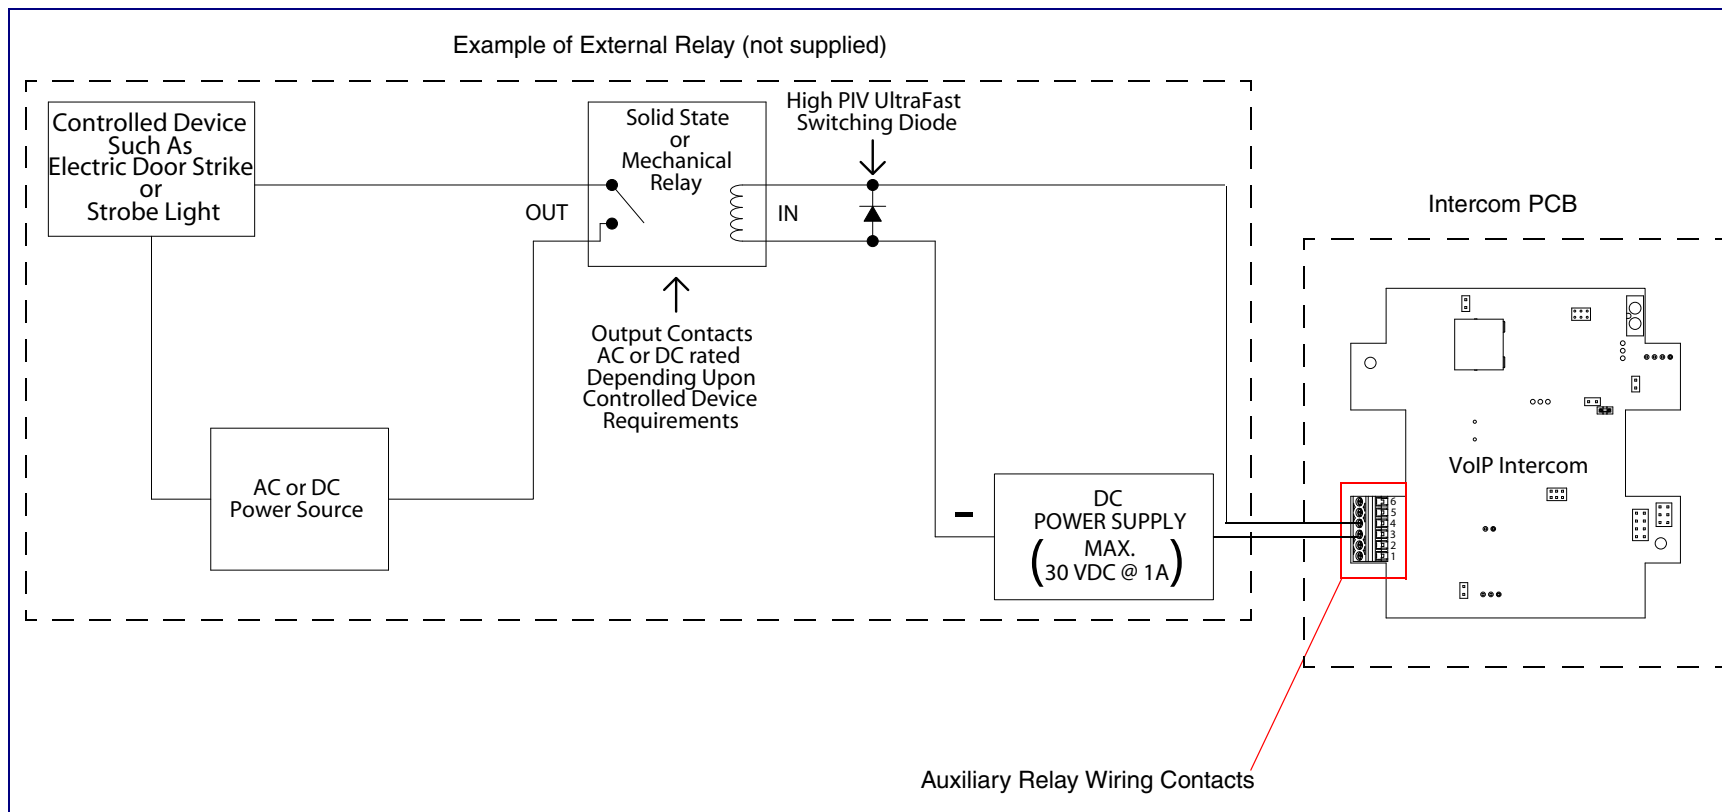 Example of External Relay (not supplied)
Controlled Device
Such As
Electric Door Strike
or
Strobe Light
Solid State
or
Mechanical
Relay
High PIV UltraFast
Switching Diode
OUT
IN
Output Contacts
AC or DC rated
Depending Upon
Controlled Device
Requirements
AC or DC
Power Source
–
DC
POWER SUPPLY
( MAX.
30 VDC @ 1A )
Intercom PCB
VoIP Intercom
6
5
4
3
2
1
Auxiliary Relay Wiring Contacts